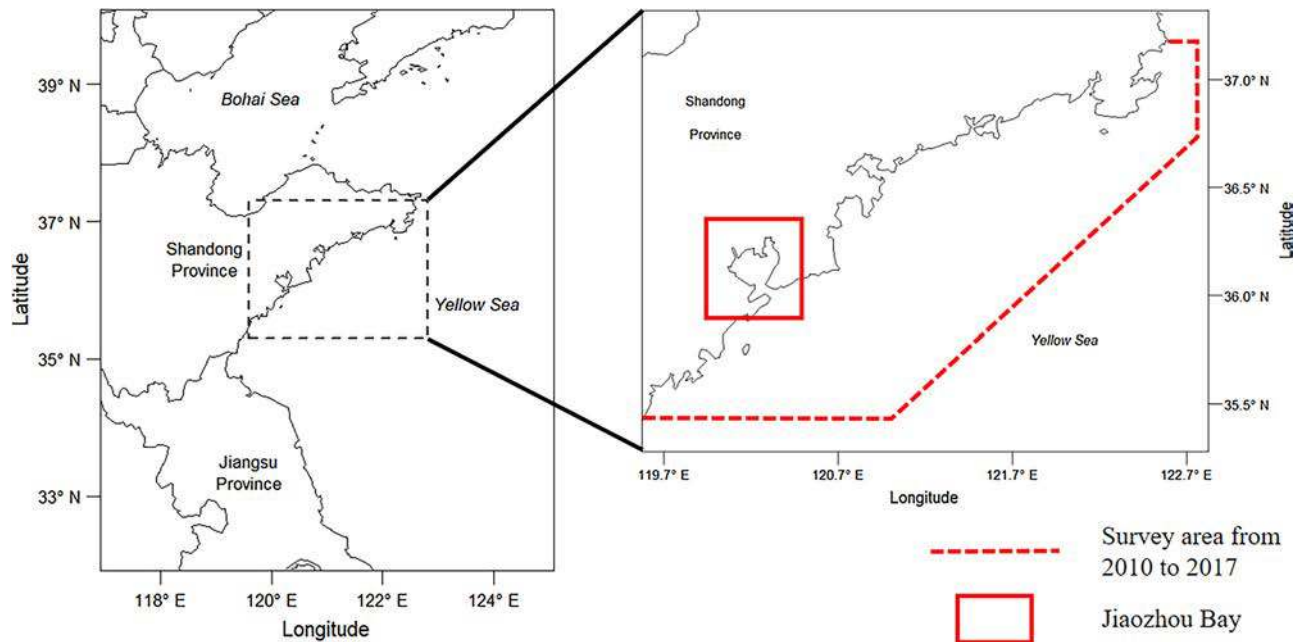 39° N
37° N
35° N
33° N
Latitude
118° E
120° E
122° E
124° E
Longitude
Bohai Sea
Shandong
Province
Yellow Sea
Jiangsu
Province
Shandong
Province
Yellow Sea
37.0° N
36.5° N
36.0° N
35.5° N
Latitude
119.7° E
120.7° E
121.7° E
122.7° E
Longitude
Survey area from
2010 to 2017
Jiaozhou Bay